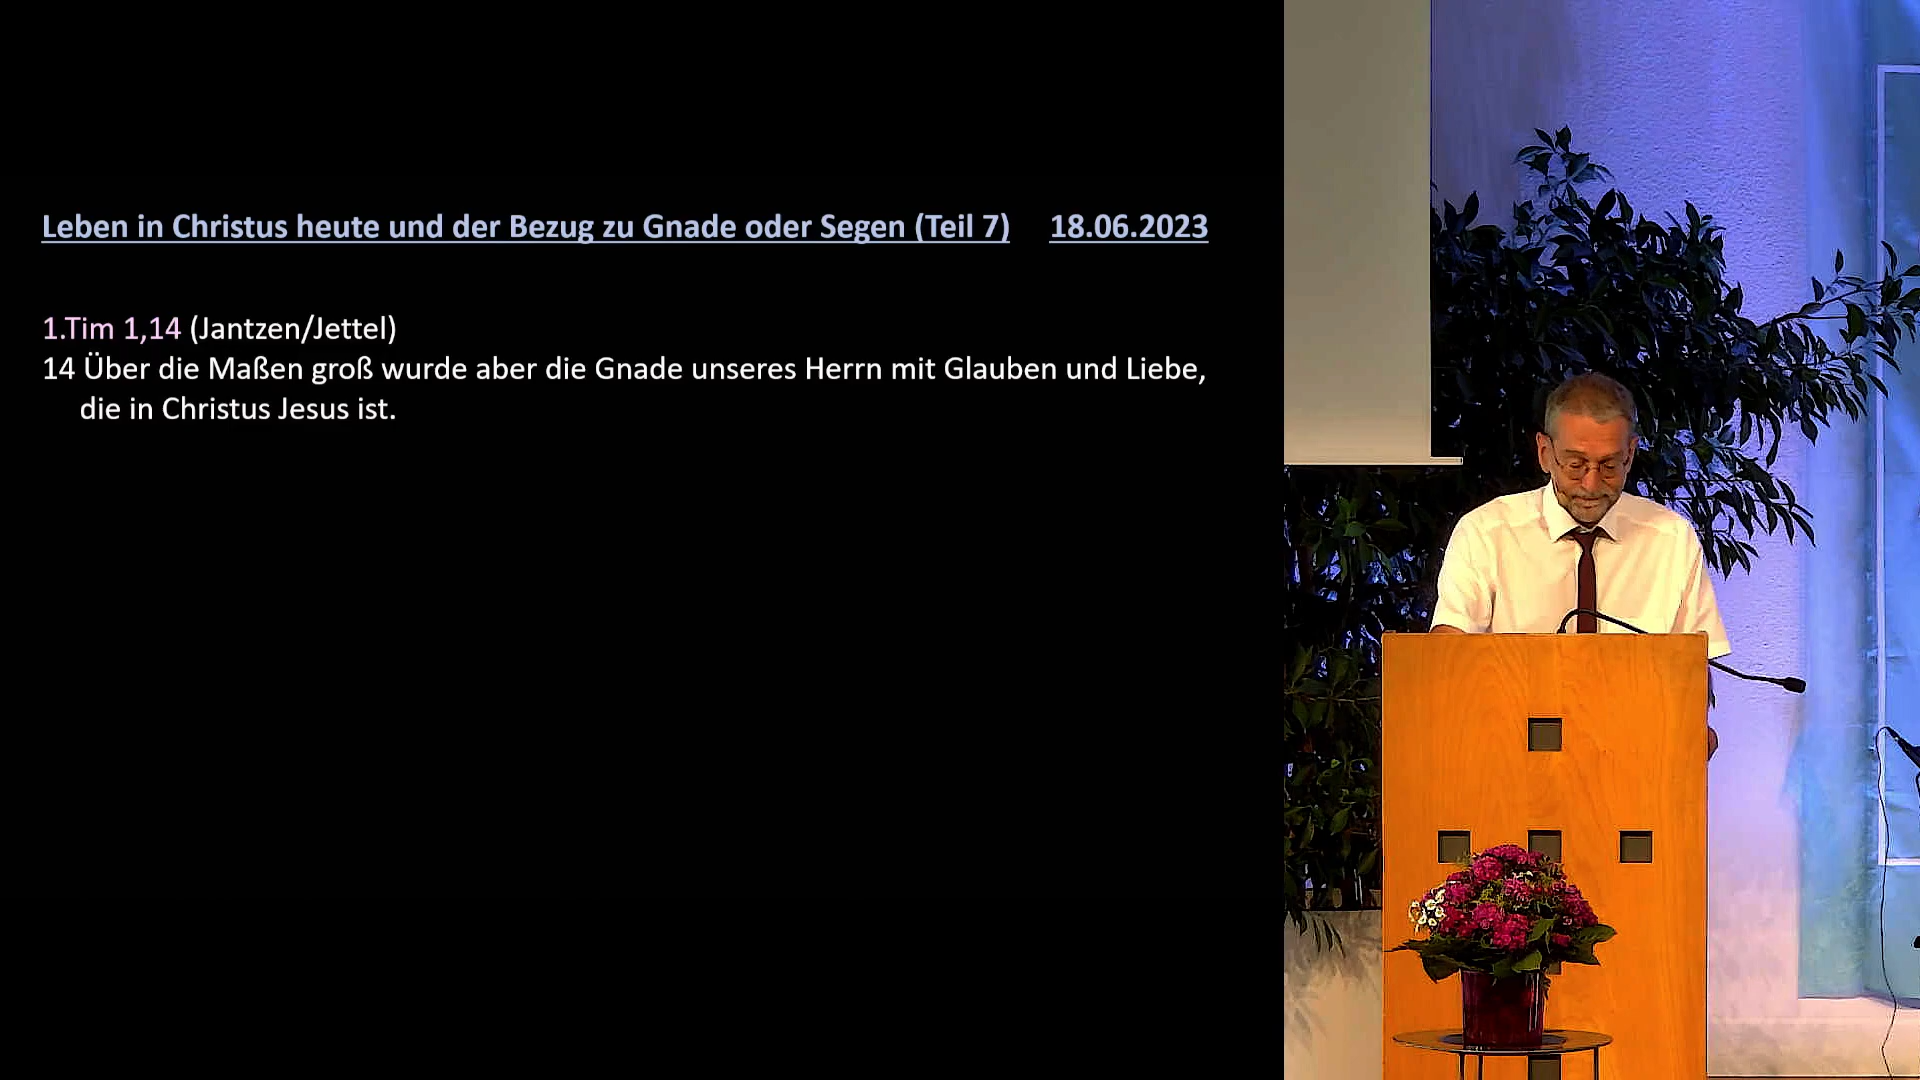 Leben in Christus heute und der Bezug zu Gnade oder Segen (Teil 7) 18.06.2023
1.Tim 1,14 (Jantzen/Jettel)
14 Über die Maßen groß wurde aber die Gnade unseres Herrn mit Glauben und Liebe,
die in Christus Jesus ist.